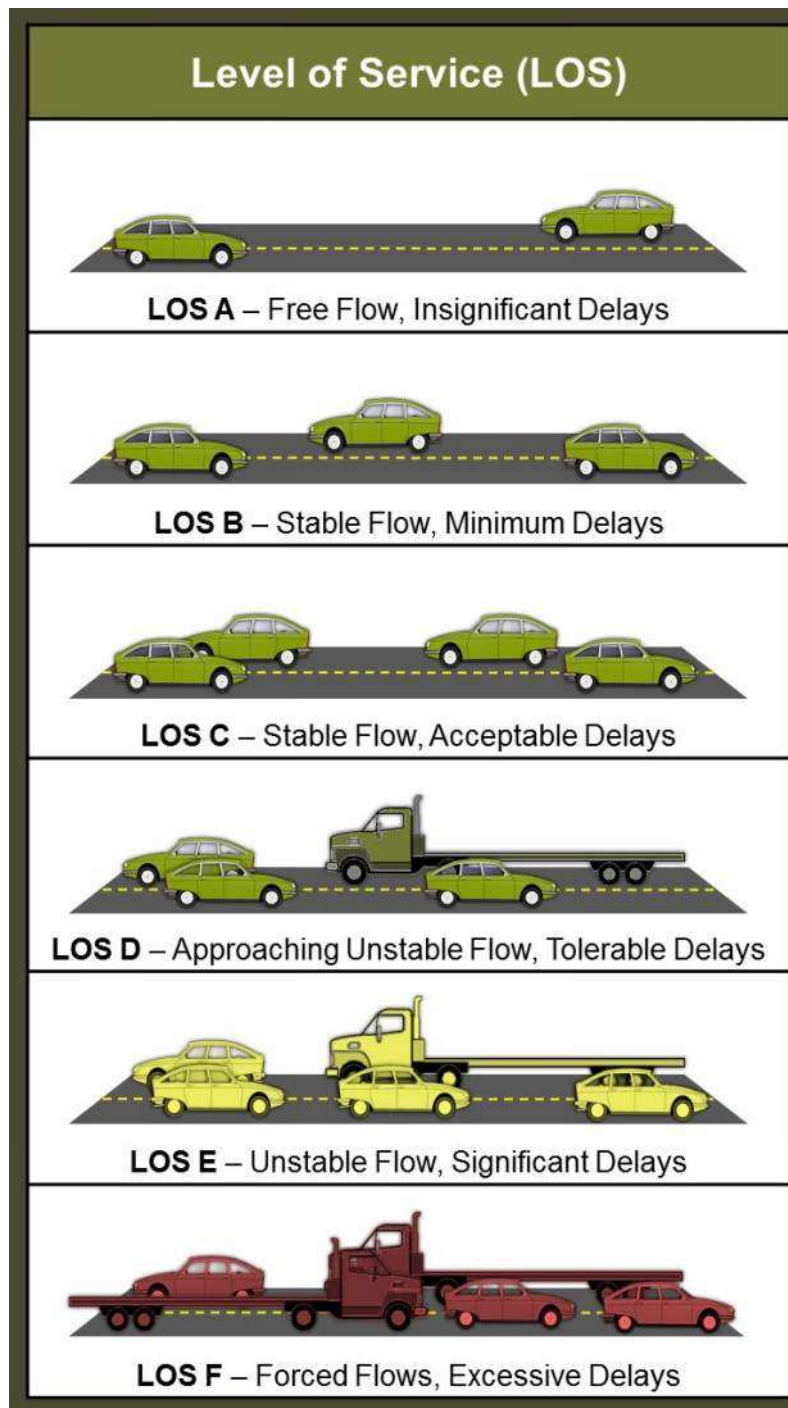 Level of Service (LOS)
LOS A – Free Flow, Insignificant Delays
LOS B – Stable Flow, Minimum Delays
LOS C – Stable Flow, Acceptable Delays
LOS D – Approaching Unstable Flow, Tolerable Delays
LOS E – Unstable Flow, Significant Delays
LOS F – Forced Flows, Excessive Delays